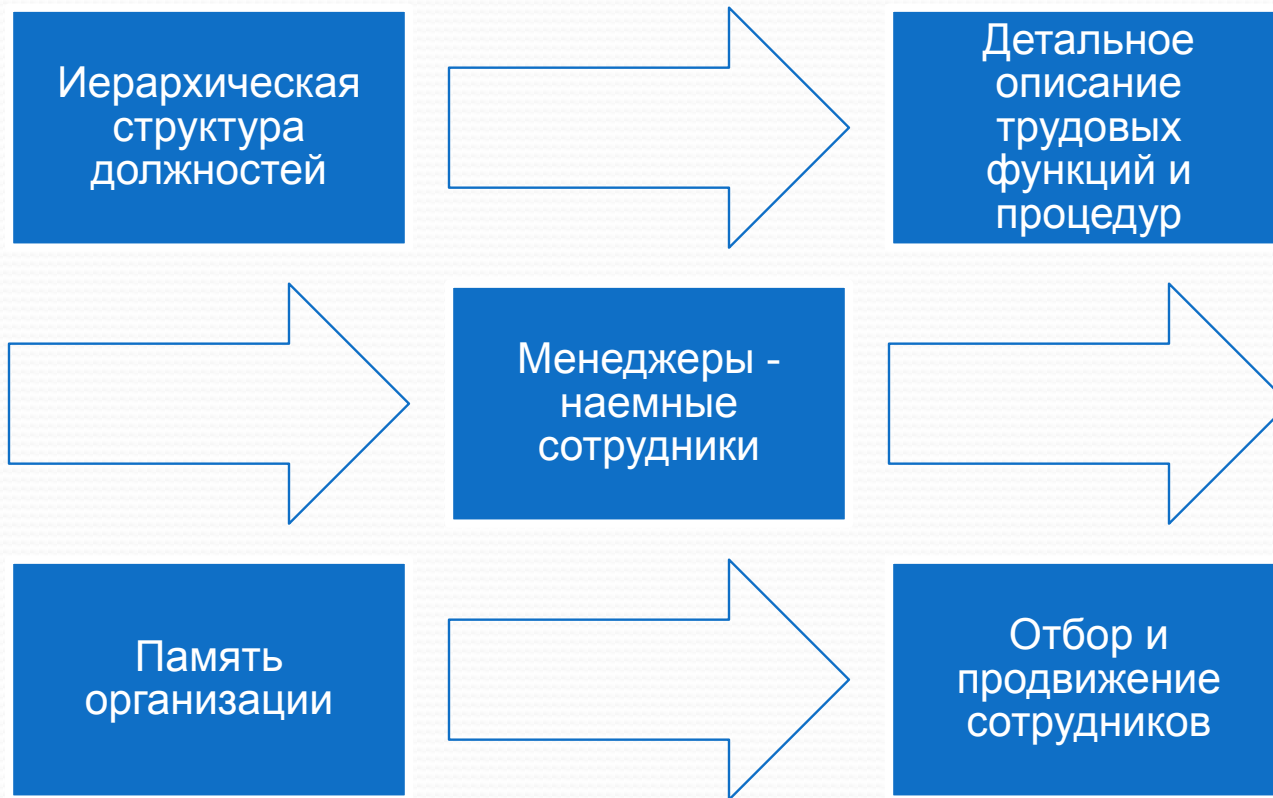 Иерархическая
структура
должностей
Детальное
описание
трудовых
функций и
процедур
Менеджеры -
наемные
сотрудники
Память
организации
Отбор и
продвижение
сотрудников